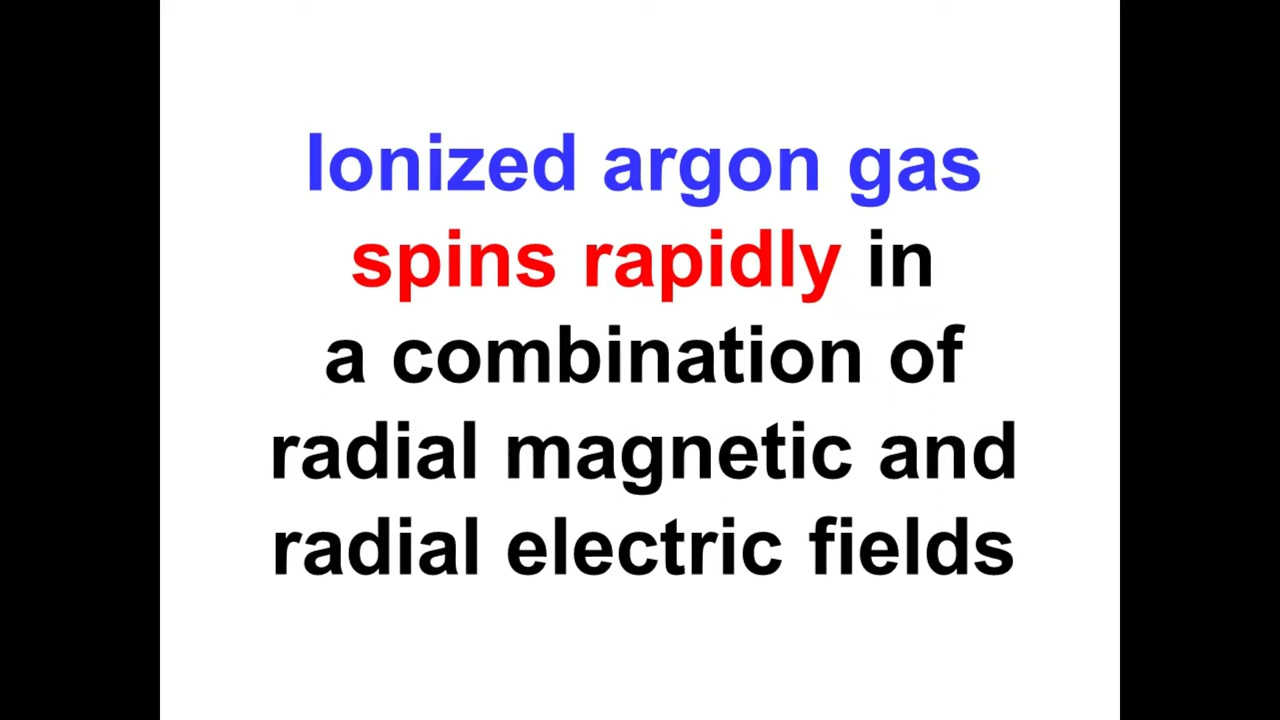 Ionized argon gas
spins rapidly in
a combination of
radial magnetic and
radial electric fields